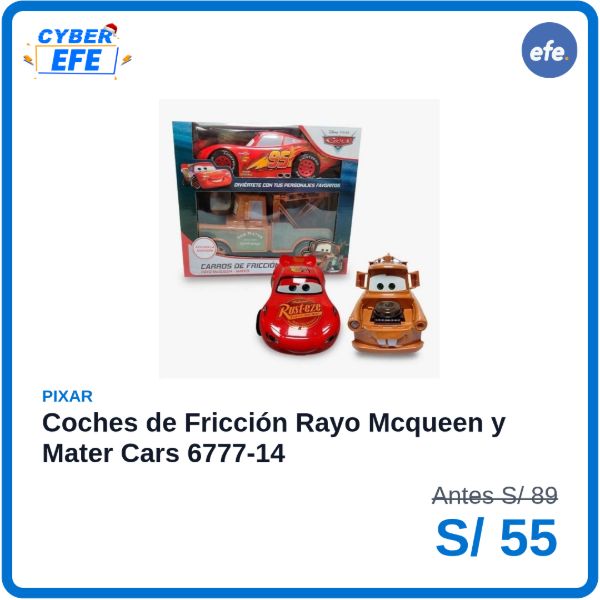 CYBER
EFE
efe.
Disney PIXAR
Cars
95
DIVIÉRTETE CON TUS PERSONAJES FAVORITOS
CARROS DE FRICCIÓN
Rust-eze
PIXAR
Coches de Fricción Rayo Mcqueen y
Mater Cars 6777-14
Antes S/ 89
S/ 55